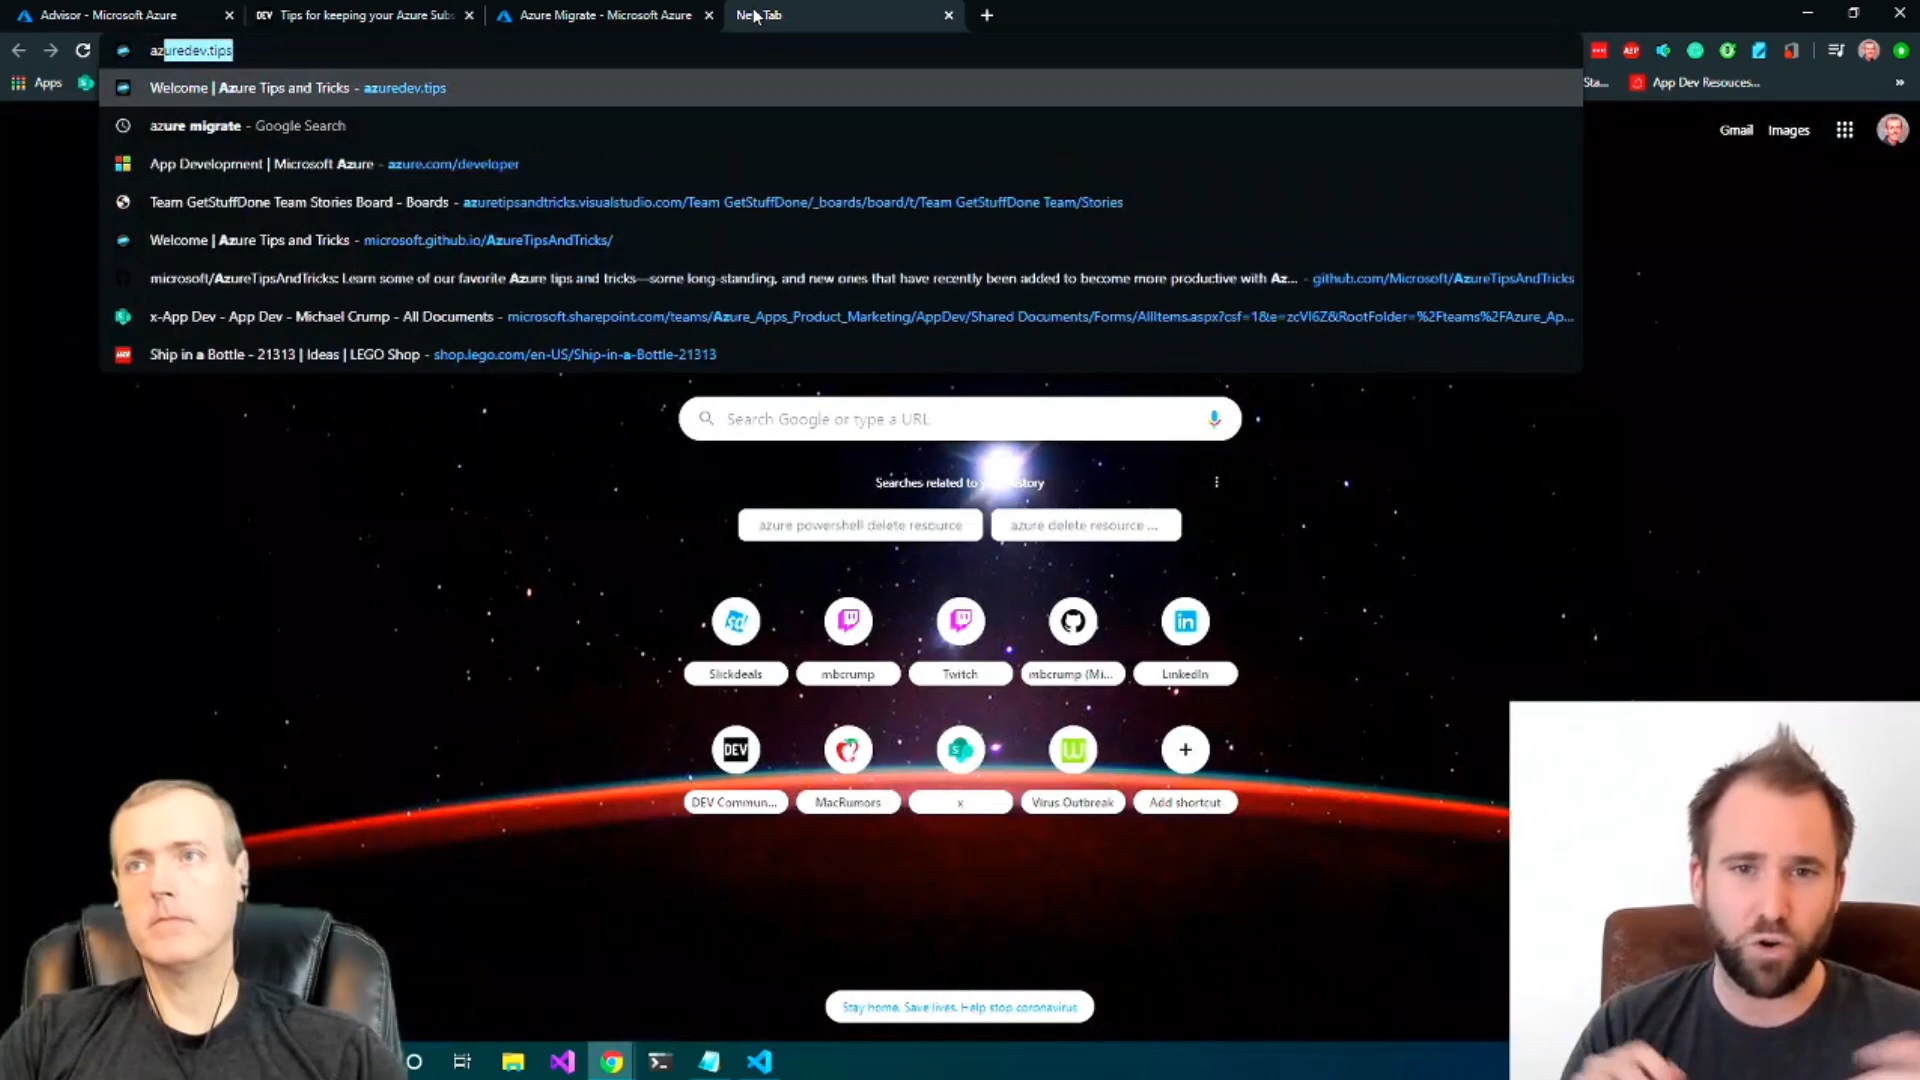 Advisor - Microsoft Azure
DEV Tips for keeping your Azure Subs
Azure Migrate - Microsoft Azure
New Tab
azuredev.tips
Apps
Sta...
App Dev Resouces...
Welcome | Azure Tips and Tricks - azuredev.tips
azure migrate - Google Search
App Development | Microsoft Azure - azure.com/developer
Team GetStuffDone Team Stories Board - Boards - azuretipsandtricks.visualstudio.com/Team GetStuffDone/_boards/board/t/Team GetStuffDone Team/Stories
Welcome | Azure Tips and Tricks - microsoft.github.io/AzureTipsAndTricks/
microsoft/AzureTipsAndTricks: Learn some of our favorite Azure tips and tricks—some long-standing, and new ones that have recently been added to become more productive with Az... - github.com/Microsoft/AzureTipsAndTricks
x-App Dev - App Dev - Michael Crump - All Documents - microsoft.sharepoint.com/teams/Azure_Apps_Product_Marketing/AppDev/Shared Documents/Forms/AllItems.aspx?csf=1&e=zcVI6Z&RootFolder=%2Fteams%2FAzure_Ap...
Ship in a Bottle - 21313 | Ideas | LEGO Shop - shop.lego.com/en-US/Ship-in-a-Bottle-21313
Gmail Images
Search Google or type a URL
Searches related to history
azure powershell delete resource
azure delete resource ...
Slickdeals
mbcrump
Twitch
mbcrump (Mi...
LinkedIn
DEV
DEV Commun...
MacRumors
x
Virus Outbreak
Add shortcut
Stay home. Save lives. Help stop coronavirus